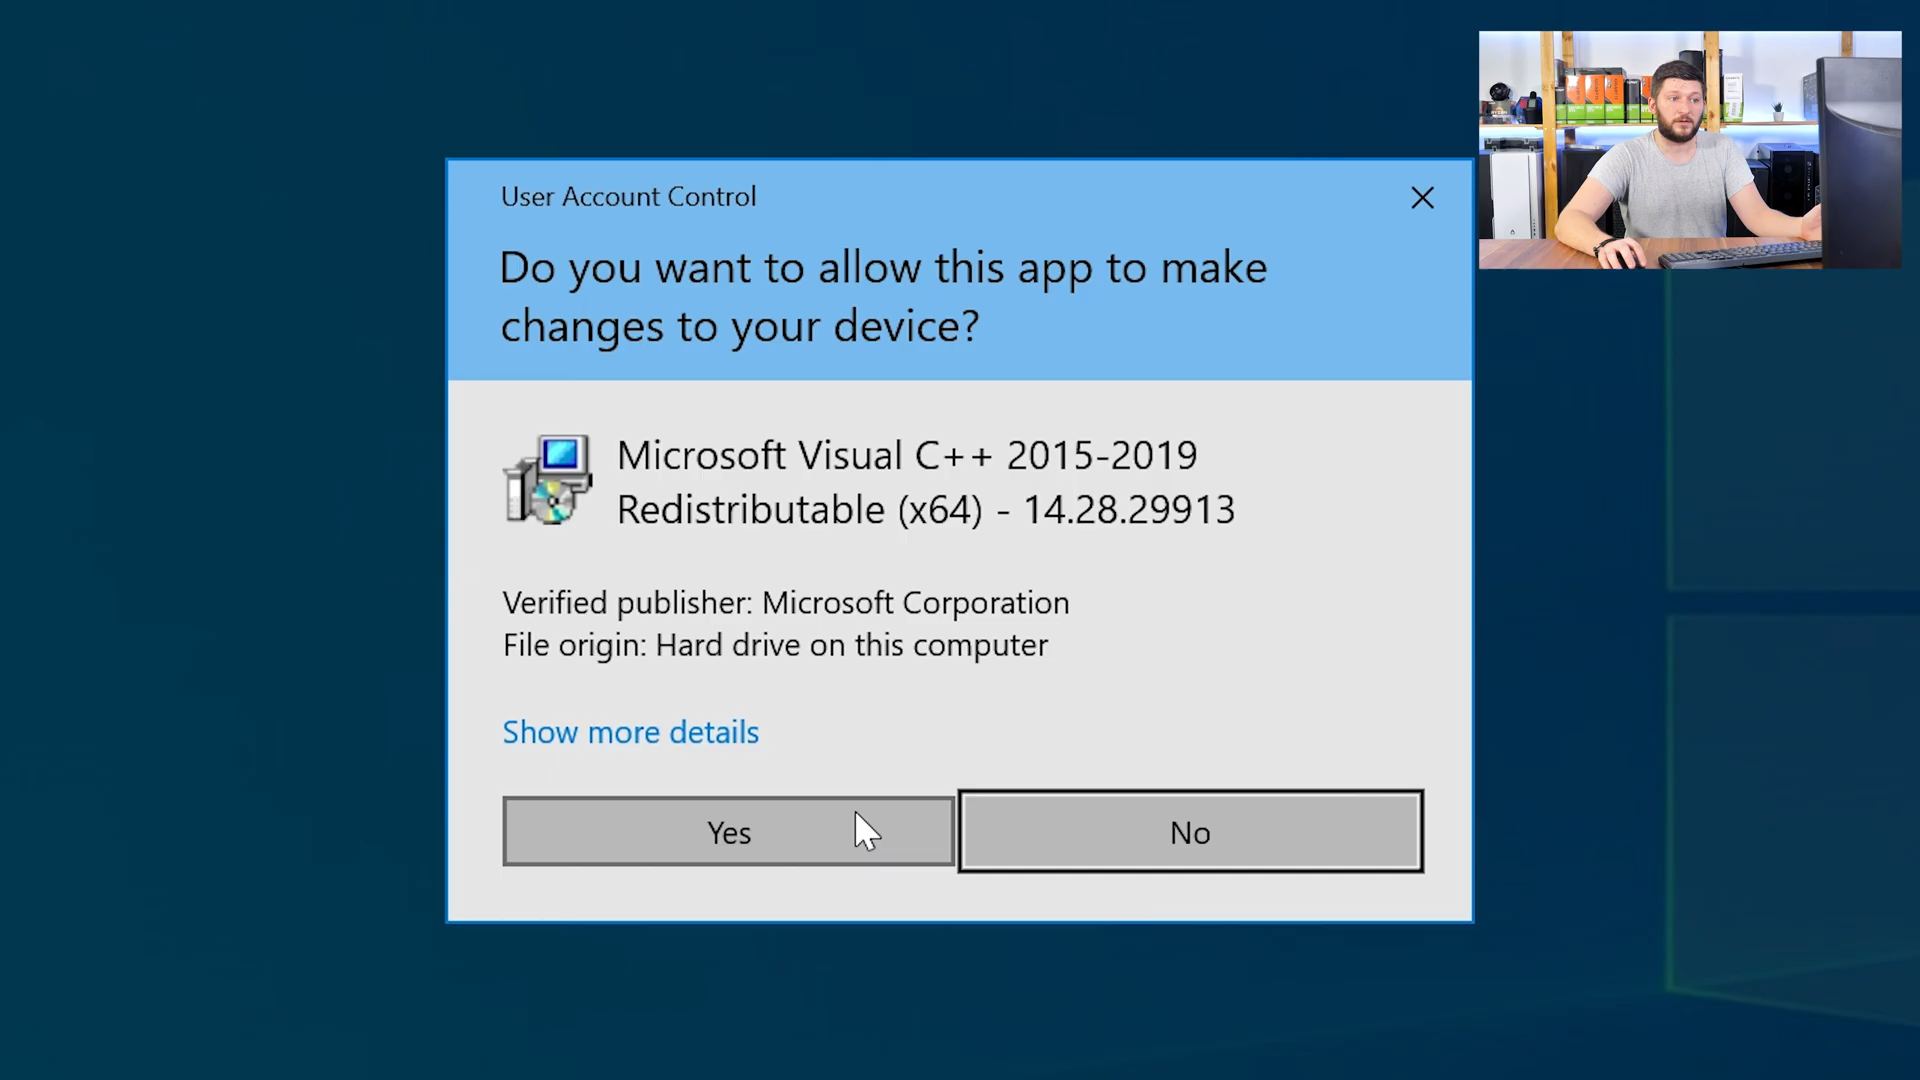 User Account Control
Do you want to allow this app to make
changes to your device?
Microsoft Visual C++ 2015-2019
Redistributable (x64) - 14.28.29913
Verified publisher: Microsoft Corporation
File origin: Hard drive on this computer
Show more details
Yes
No